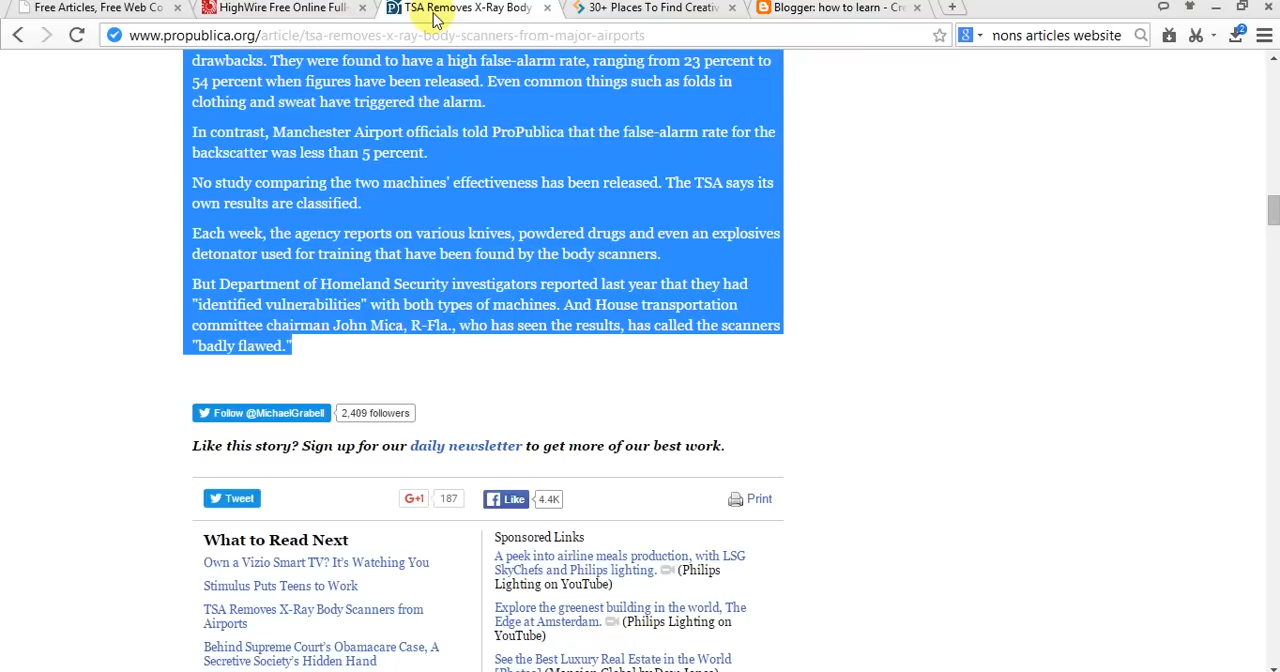 Free Articles, Free Web Co
HighWire Free Online Full-
TSA Removes X-Ray Body
30+ Places To Find Creativ
Blogger: how to learn - Cre
www.propublica.org/article/tsa-removes-x-ray-body-scanners-from-major-airports
nons articles website
2
drawbacks. They were found to have a high false-alarm rate, ranging from 23 percent to
54 percent when figures have been released. Even common things such as folds in
clothing and sweat have triggered the alarm.
In contrast, Manchester Airport officials told ProPublica that the false-alarm rate for the
backscatter was less than 5 percent.
No study comparing the two machines' effectiveness has been released. The TSA says its
own results are classified.
Each week, the agency reports on various knives, powdered drugs and even an explosives
detonator used for training that have been found by the body scanners.
But Department of Homeland Security investigators reported last year that they had
"identified vulnerabilities" with both types of machines. And House transportation
committee chairman John Mica, R-Fla., who has seen the results, has called the scanners
"badly flawed."
Follow @MichaelGrabell 2,409 followers
Like this story? Sign up for our daily newsletter to get more of our best work.
Tweet
G+1 187
Like 4.4K
Print
What to Read Next
Own a Vizio Smart TV? It's Watching You
Stimulus Puts Teens to Work
TSA Removes X-Ray Body Scanners from
Airports
Behind Supreme Court's Obamacare Case, A
Secretive Society's Hidden Hand
Sponsored Links
A peek into airline meals production, with LSG
SkyChefs and Philips lighting. (Philips
Lighting on YouTube)
Explore the greenest building in the world, The
Edge at Amsterdam. (Philips Lighting on
YouTube)
See the Best Luxury Real Estate in the World
[Photos] (Mansion Global by Dow Jones)